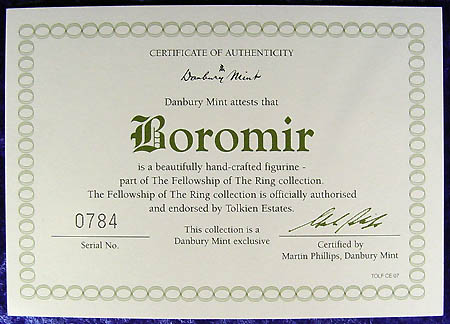 CERTIFICATE OF AUTHENTICITY
Danbury Mint
Danbury Mint attests that
Boromir
is a beautifully hand-crafted figurine -
part of The Fellowship of The Ring collection.
The Fellowship of The Ring collection is officially authorised
and endorsed by Tolkien Estates.
0784
Serial No.
This collection is a
Danbury Mint exclusive
Certified by
Martin Phillips, Danbury Mint
TOLF CE 07